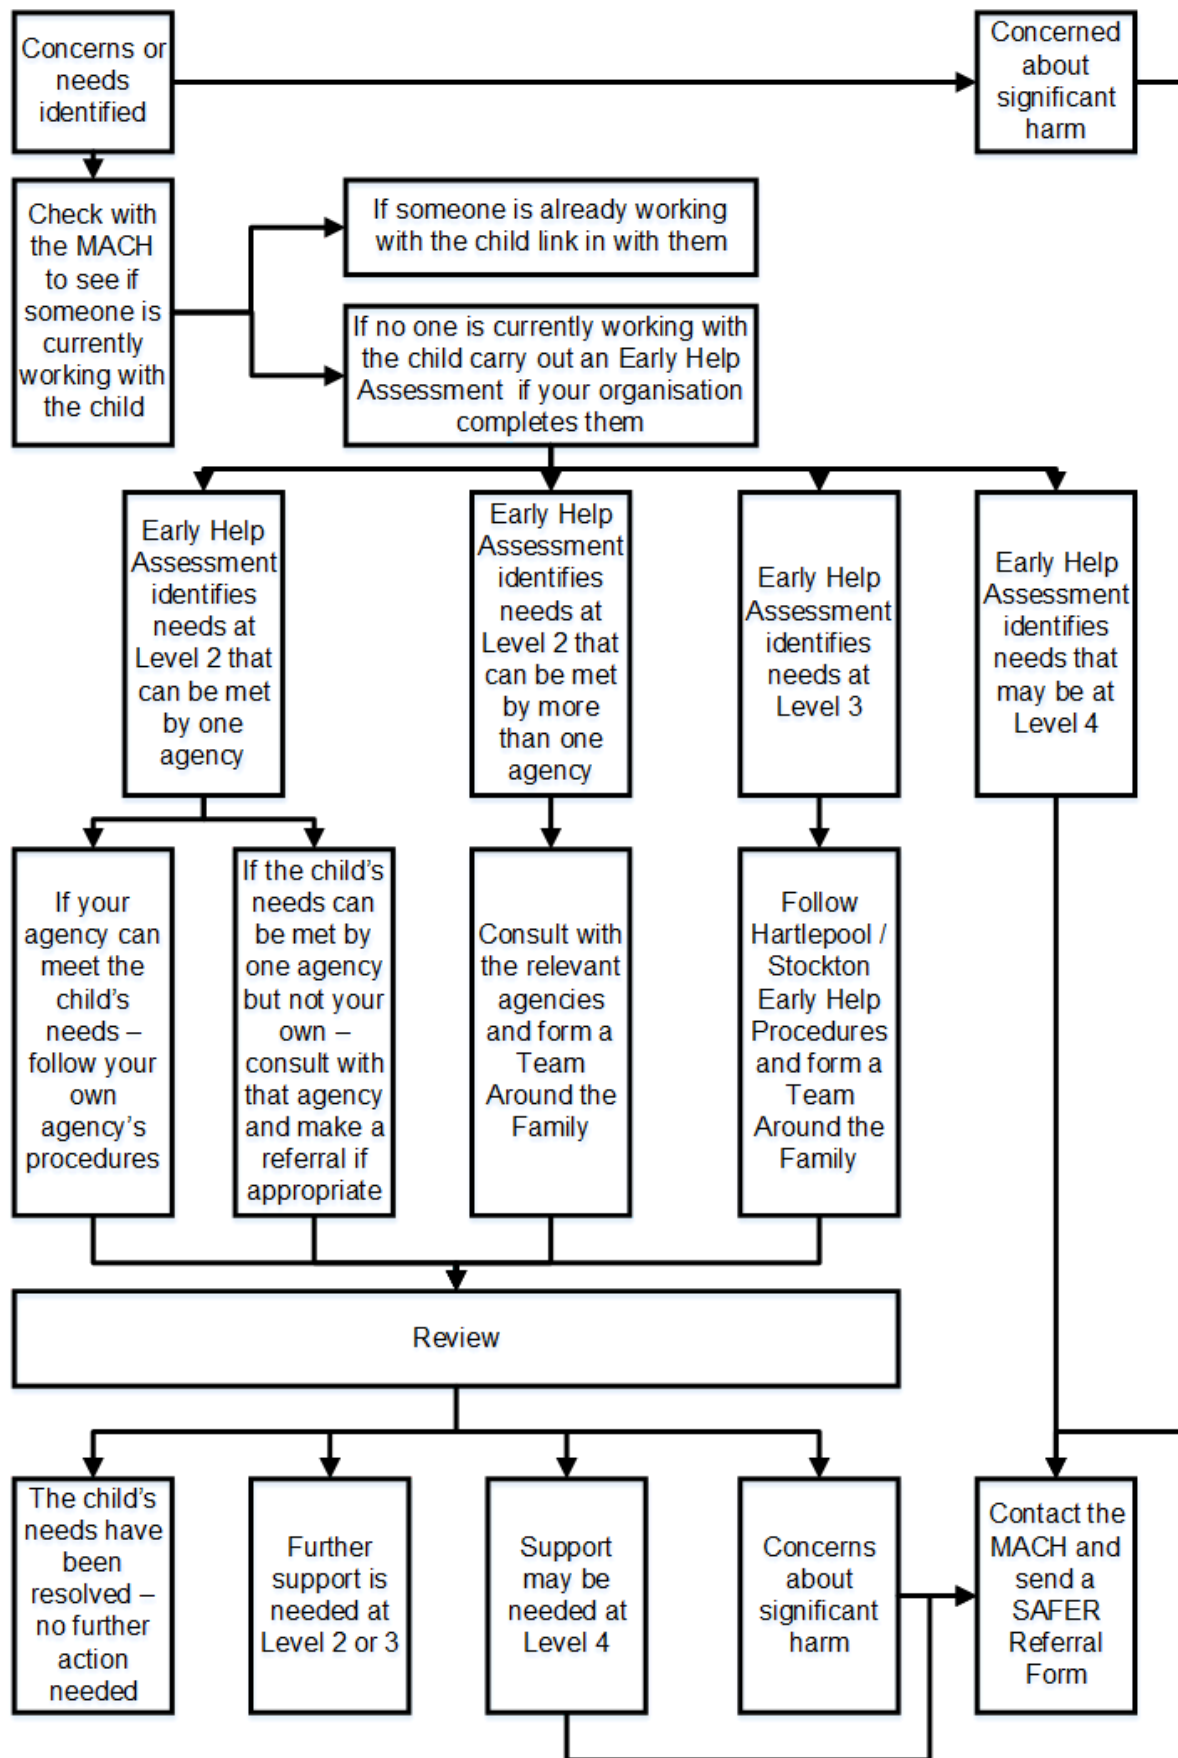 Concerns or
needs
identified
Concerned
about
significant
harm
Check with
the MACH
to see if
someone is
currently
working with
the child
If someone is already working
with the child link in with them
If no one is currently working with
the child carry out an Early Help
Assessment if your organisation
completes them
Early Help
Assessment
identifies
needs at
Level 2 that
can be met
by one
agency
Early Help
Assessment
identifies
needs at
Level 2 that
can be met
by more
than one
agency
Early Help
Assessment
identifies
needs at
Level 3
Early Help
Assessment
identifies
needs that
may be at
Level 4
If your
agency can
meet the
child’s
needs –
follow your
own
agency’s
procedures
If the child’s
needs can
be met by
one agency
but not your
own –
consult with
that agency
and make a
referral if
appropriate
Consult with
the relevant
agencies
and form a
Team
Around the
Family
Follow
Hartlepool /
Stockton
Early Help
Procedures
and form a
Team
Around the
Family
Review
The child’s
needs have
been
resolved –
no further
action
needed
Further
support is
needed at
Level 2 or 3
Support
may be
needed at
Level 4
Concerns
about
significant
harm
Contact the
MACH and
send a
SAFER
Referral
Form